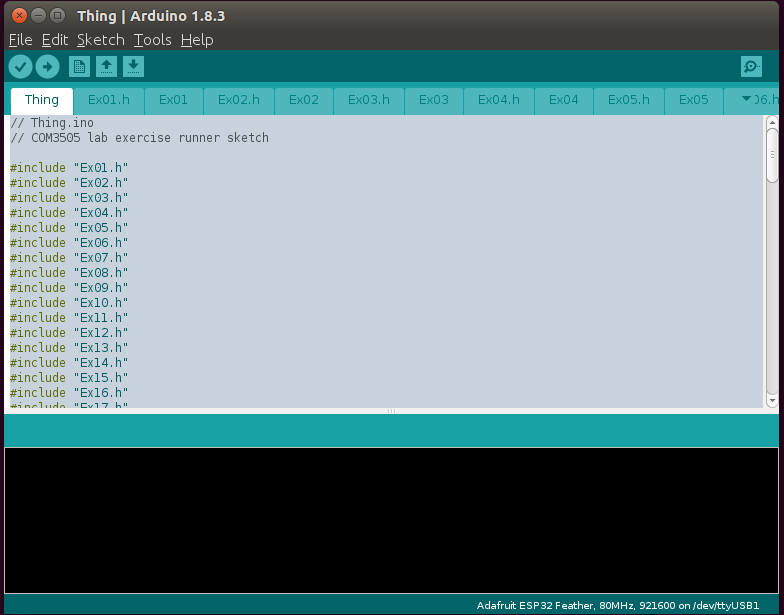 Thing | Arduino 1.8.3
File Edit Sketch Tools Help
Thing Ex01.h Ex01 Ex02.h Ex02 Ex03.h Ex03 Ex04.h Ex04 Ex05.h Ex05 06.h
// Thing.ino
// COM3505 lab exercise runner sketch
#include "Ex01.h"
#include "Ex02.h"
#include "Ex03.h"
#include "Ex04.h"
#include "Ex05.h"
#include "Ex06.h"
#include "Ex07.h"
#include "Ex08.h"
#include "Ex09.h"
#include "Ex10.h"
#include "Ex11.h"
#include "Ex12.h"
#include "Ex13.h"
#include "Ex14.h"
#include "Ex15.h"
#include "Ex16.h"
#include "Ex17.h"
Adafruit ESP32 Feather, 80MHz, 921600 on /dev/ttyUSB1